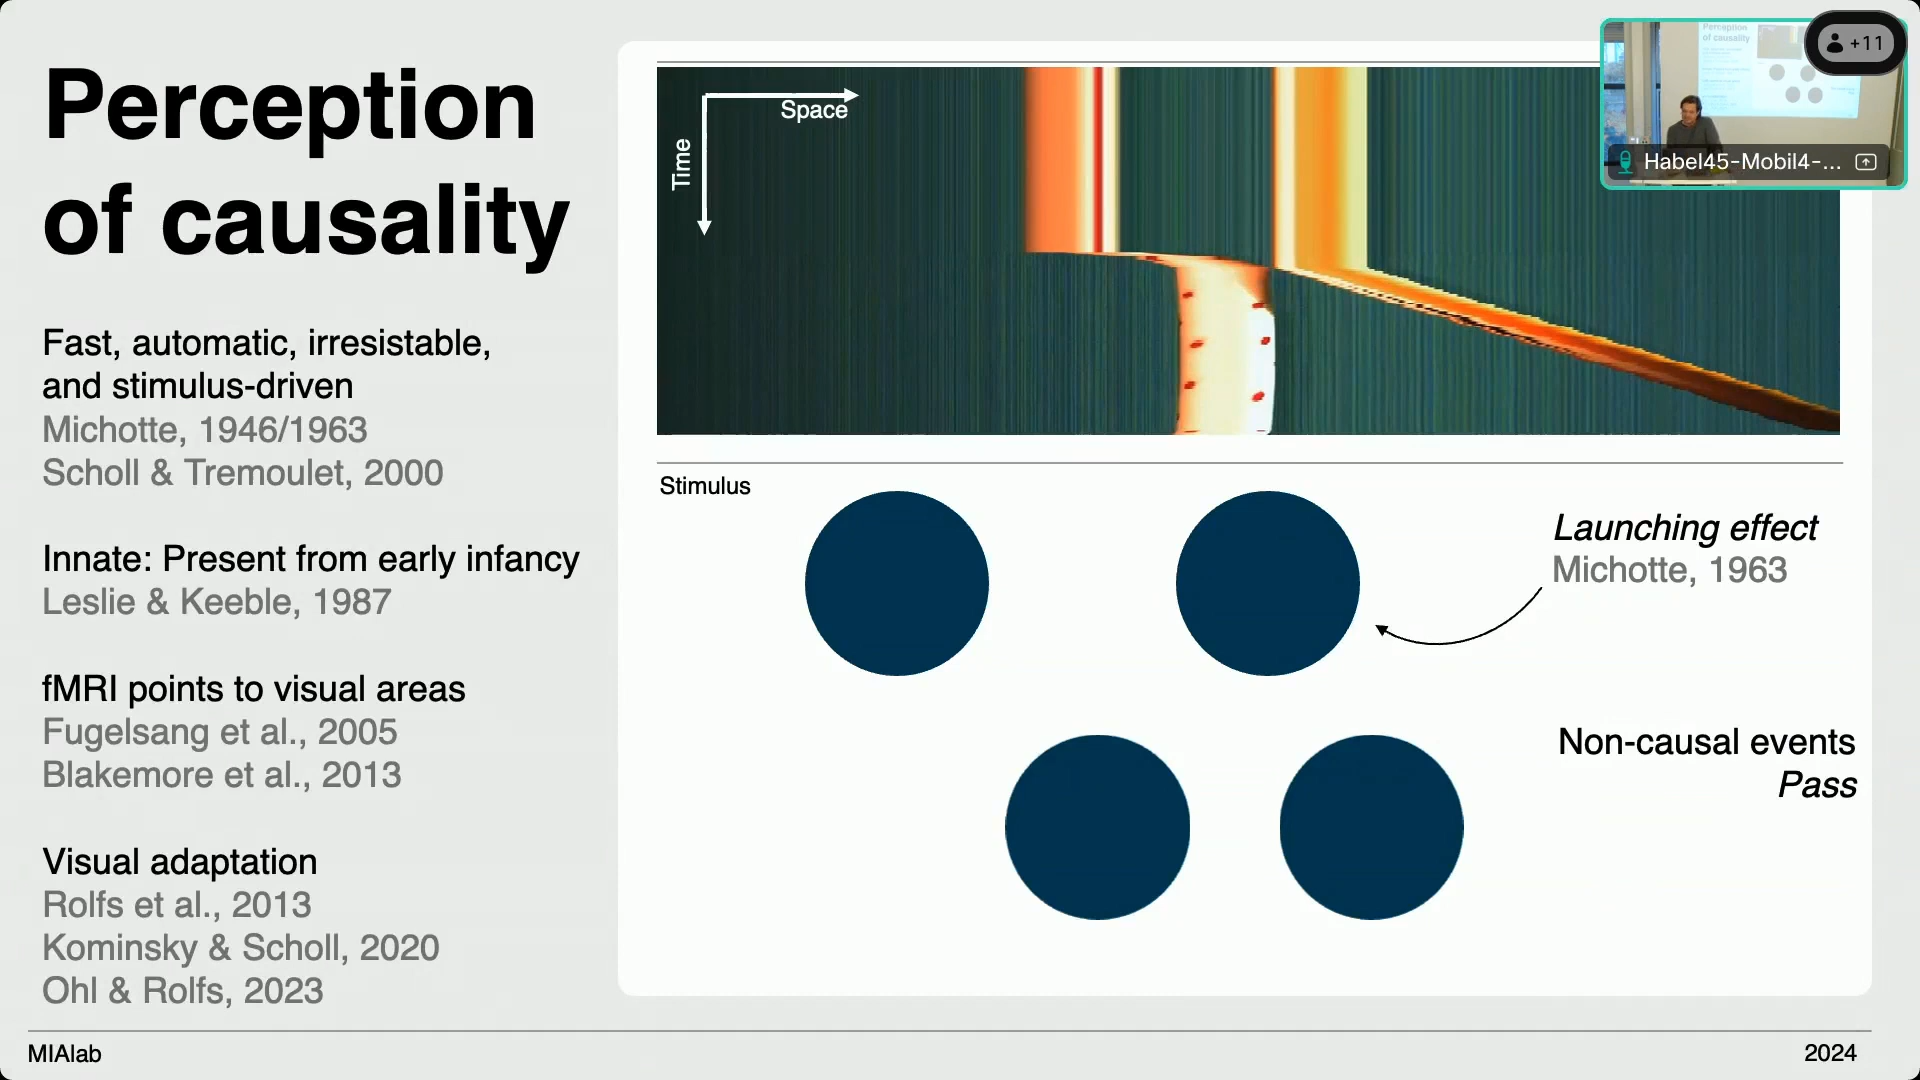 Perception
of causality
Fast, automatic, irresistable,
and stimulus-driven
Michotte, 1946/1963
Scholl & Tremoulet, 2000
Innate: Present from early infancy
Leslie & Keeble, 1987
fMRI points to visual areas
Fugelsang et al., 2005
Blakemore et al., 2013
Visual adaptation
Rolfs et al., 2013
Kominsky & Scholl, 2020
Ohl & Rolfs, 2023
Space
Time
Stimulus
Launching effect
Michotte, 1963
Non-causal events
Pass
Perception
of causality
+11
Habel45-Mobil4-...
MIAlab
2024